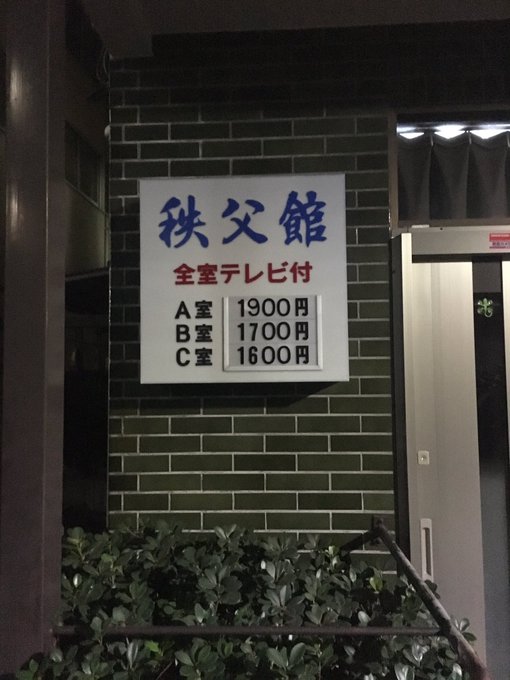 秩父館
全室テレビ付
A室 1900円
B室 1700円
C室 1600円